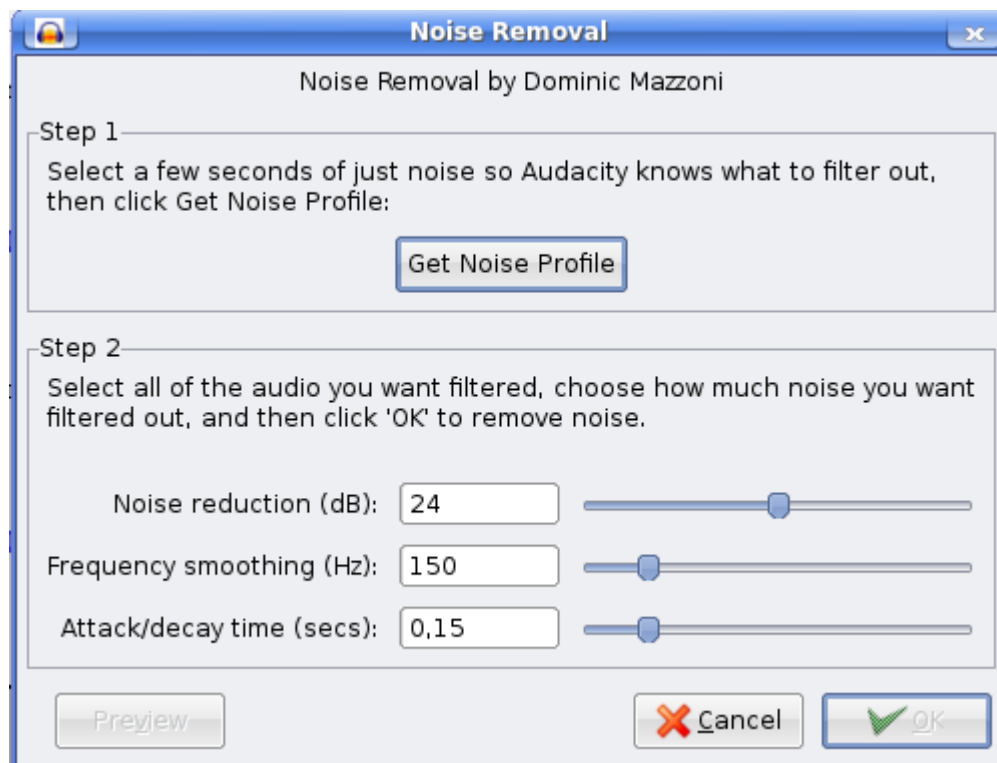 Noise Removal
Noise Removal by Dominic Mazzoni
Step 1
Select a few seconds of just noise so Audacity knows what to filter out,
then click Get Noise Profile:
Get Noise Profile
Step 2
Select all of the audio you want filtered, choose how much noise you want
filtered out, and then click 'OK' to remove noise.
Noise reduction (dB): 24
Frequency smoothing (Hz): 150
Attack/decay time (secs): 0,15
Preview Cancel OK